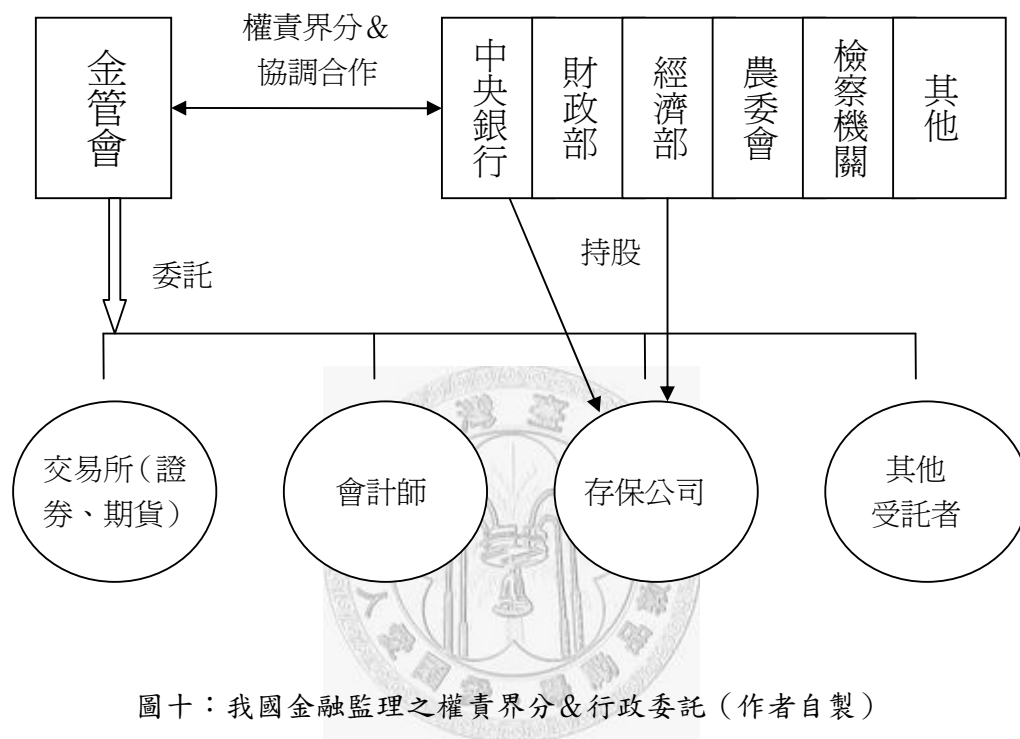 金管會
權責界分&
協調合作
中央銀行
財政部
經濟部
農委會
檢察機關
其他
委託
持股
交易所(證
券、期貨)
會計師
存保公司
其他
受託者
圖十:我國金融監理之權責界分&行政委託(作者自製)